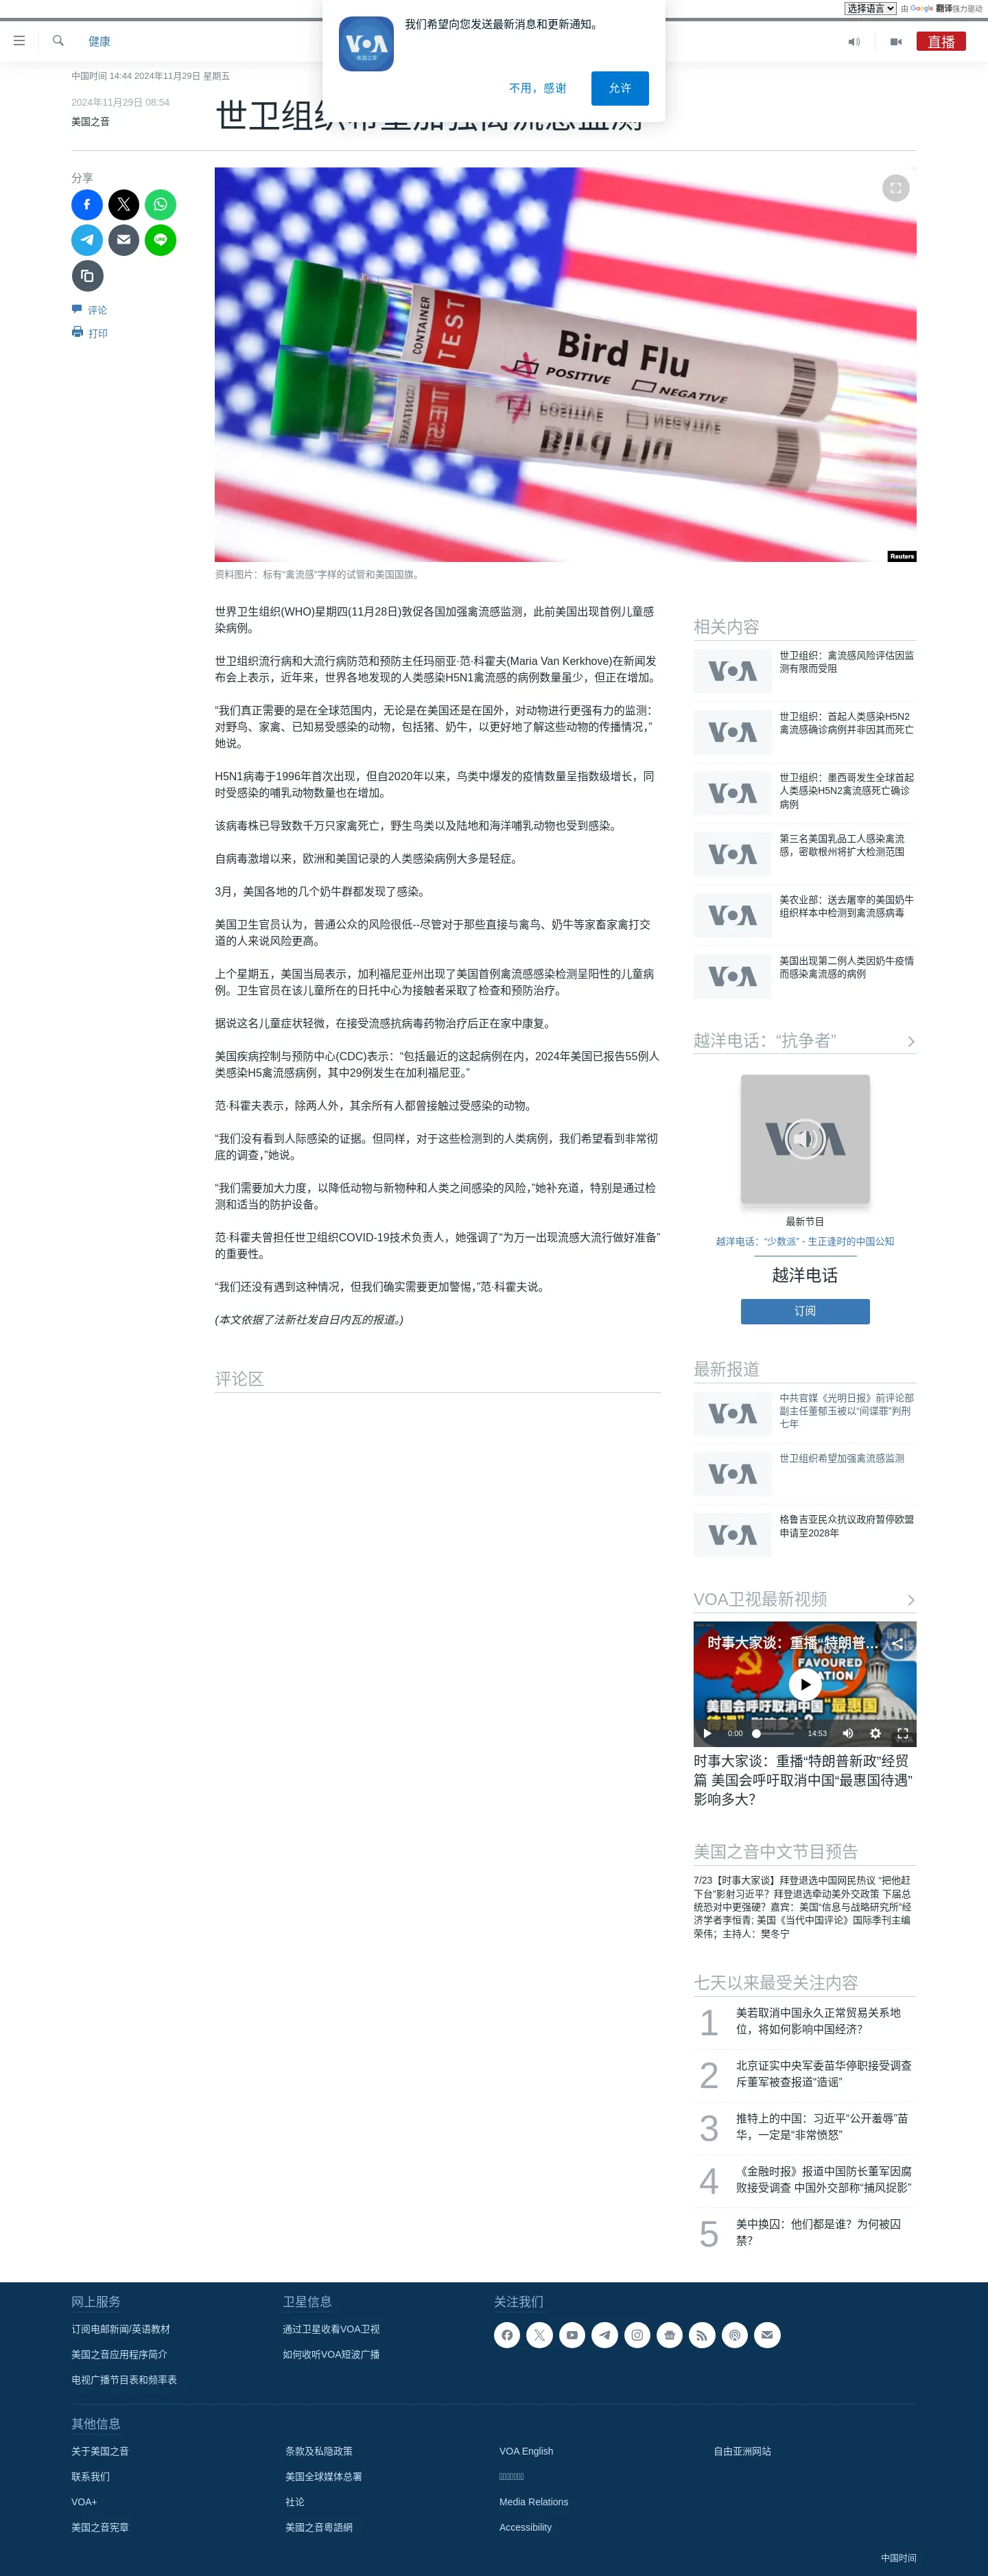 选择语言 由 Google 翻译强力驱动
我们希望向您发送最新消息和更新通知。
VOA
美国之音
不用，感谢
允许
健康
直播
中国时间 14:44 2024年11月29日 星期五
世卫组织希望加强禽流感监测
2024年11月29日 08:54
美国之音
分享
评论
打印
CONTAINER
TEST
Bird Flu
POSITIVE
NEGATIVE
Reuters
资料图片：标有“禽流感”字样的试管和美国国旗。
世界卫生组织(WHO)星期四(11月28日)敦促各国加强禽流感监测，此前美国出现首例儿童感
染病例。
世卫组织流行病和大流行病防范和预防主任玛丽亚·范·科霍夫(Maria Van Kerkhove)在新闻发
布会上表示，近年来，世界各地发现的人类感染H5N1禽流感的病例数量虽少，但正在增加。
“我们真正需要的是在全球范围内，无论是在美国还是在国外，对动物进行更强有力的监测：
对野鸟、家禽、已知易受感染的动物，包括猪、奶牛，以更好地了解这些动物的传播情况，”
她说。
H5N1病毒于1996年首次出现，但自2020年以来，鸟类中爆发的疫情数量呈指数级增长，同
时受感染的哺乳动物数量也在增加。
该病毒株已导致数千万只家禽死亡，野生鸟类以及陆地和海洋哺乳动物也受到感染。
自病毒激增以来，欧洲和美国记录的人类感染病例大多是轻症。
3月，美国各地的几个奶牛群都发现了感染。
美国卫生官员认为，普通公众的风险很低--尽管对于那些直接与禽鸟、奶牛等家畜家禽打交
道的人来说风险更高。
上个星期五，美国当局表示，加利福尼亚州出现了美国首例禽流感感染检测呈阳性的儿童病
例。卫生官员在该儿童所在的日托中心为接触者采取了检查和预防治疗。
据说这名儿童症状轻微，在接受流感抗病毒药物治疗后正在家中康复。
美国疾病控制与预防中心(CDC)表示：“包括最近的这起病例在内，2024年美国已报告55例人
类感染H5禽流感病例，其中29例发生在加利福尼亚。”
范·科霍夫表示，除两人外，其余所有人都曾接触过受感染的动物。
“我们没有看到人际感染的证据。但同样，对于这些检测到的人类病例，我们希望看到非常彻
底的调查，”她说。
“我们需要加大力度，以降低动物与新物种和人类之间感染的风险，”她补充道，特别是通过检
测和适当的防护设备。
范·科霍夫曾担任世卫组织COVID-19技术负责人，她强调了“为万一出现流感大流行做好准备”
的重要性。
“我们还没有遇到这种情况，但我们确实需要更加警惕，”范·科霍夫说。
(本文依据了法新社发自日内瓦的报道。)
评论区
相关内容
VOA
世卫组织：禽流感风险评估因监
测有限而受阻
VOA
世卫组织：首起人类感染H5N2
禽流感确诊病例并非因其而死亡
VOA
世卫组织：墨西哥发生全球首起
人类感染H5N2禽流感死亡确诊
病例
VOA
第三名美国乳品工人感染禽流
感，密歇根州将扩大检测范围
VOA
美农业部：送去屠宰的美国奶牛
组织样本中检测到禽流感病毒
VOA
美国出现第二例人类因奶牛疫情
而感染禽流感的病例
越洋电话：“抗争者”
VOA
最新节目
越洋电话：“少数派” - 生正逢时的中国公知
越洋电话
订阅
最新报道
VOA
中共官媒《光明日报》前评论部
副主任董郁玉被以“间谍罪”判刑
七年
VOA
世卫组织希望加强禽流感监测
VOA
格鲁吉亚民众抗议政府暂停欧盟
申请至2028年
VOA卫视最新视频
时事大家谈：重播“特朗普...
MOST
FAVOURED
NATION
美国会呼吁取消中国“最惠国
待遇”影响多大？
0:00
14:53
时事大家谈：重播“特朗普新政”经贸
篇 美国会呼吁取消中国“最惠国待遇”
影响多大？
美国之音中文节目预告
7/23【时事大家谈】拜登退选中国网民热议 “把他赶
下台”影射习近平？拜登退选牵动美外交政策 下届总
统恐对中更强硬？嘉宾：美国“信息与战略研究所”经
济学者李恒青; 美国《当代中国评论》国际季刊主编
荣伟；主持人：樊冬宁
七天以来最受关注内容
1 美若取消中国永久正常贸易关系地
位，将如何影响中国经济？
2 北京证实中央军委苗华停职接受调查
斥董军被查报道“造谣”
3 推特上的中国：习近平“公开羞辱”苗
华，一定是“非常愤怒”
4 《金融时报》报道中国防长董军因腐
败接受调查 中国外交部称“捕风捉影”
5 美中换囚：他们都是谁？为何被囚
禁？
网上服务
订阅电邮新闻/英语教材
美国之音应用程序简介
电视广播节目表和频率表
卫星信息
通过卫星收看VOA卫视
如何收听VOA短波广播
关注我们
其他信息
关于美国之音
联系我们
VOA+
美国之音宪章
条款及私隐政策
美国全球媒体总署
社论
美國之音粵語網
VOA English
Media Relations
Accessibility
自由亚洲网站
中国时间